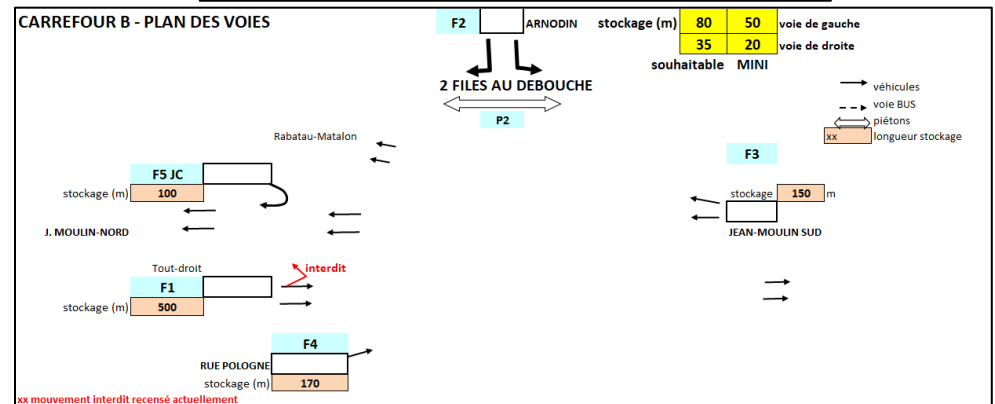 CARREFOUR B - PLAN DES VOIES
F2 ARNODIN
stockage (m) 80 50 voie de gauche
35 20 voie de droite
souhaitable MINI
2 FILES AU DEBOUCHE
P2
véhicules
voie BUS
piétons
xx longueur stockage
Rabatau-Matalon
F3
F5 JC
stockage (m) 100
stockage 150 m
J. MOULIN-NORD
JEAN-MOULIN SUD
Tout-droit
interdit
F1
stockage (m) 500
F4
RUE POLOGNE
stockage (m) 170
xx mouvement interdit recensé actuellement